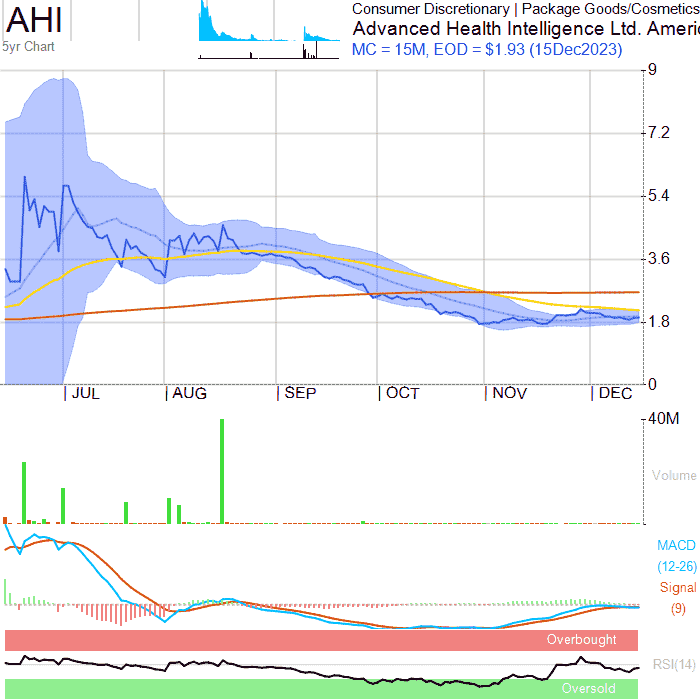 AHI
5yr Chart
Consumer Discretionary | Package Goods/Cosmetics
Advanced Health Intelligence Ltd. Ameri
MC = 15M, EOD = $1.93 (15Dec2023)
9
7.2
5.4
3.6
1.8
0
JUL AUG SEP OCT NOV DEC
40M
Volume
MACD
(12-26)
Signal
(9)
Overbought
RSI(14)
Oversold